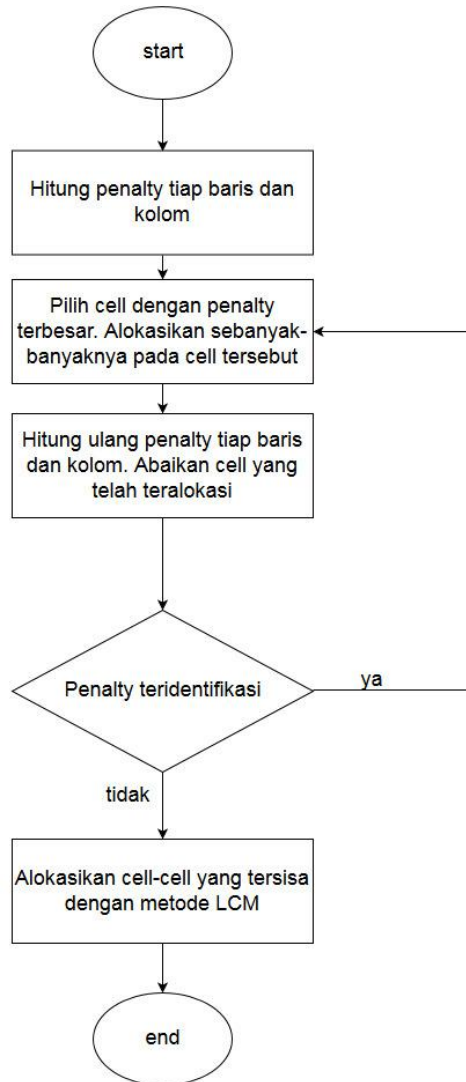 start
Hitung penalty tiap baris dan
kolom
Pilih cell dengan penalty
terbesar. Alokasikan sebanyak-
banyaknya pada cell tersebut
Hitung ulang penalty tiap baris
dan kolom. Abaikan cell yang
telah teralokasi
Penalty teridentifikasi
ya
tidak
Alokasikan cell-cell yang tersisa
dengan metode LCM
end